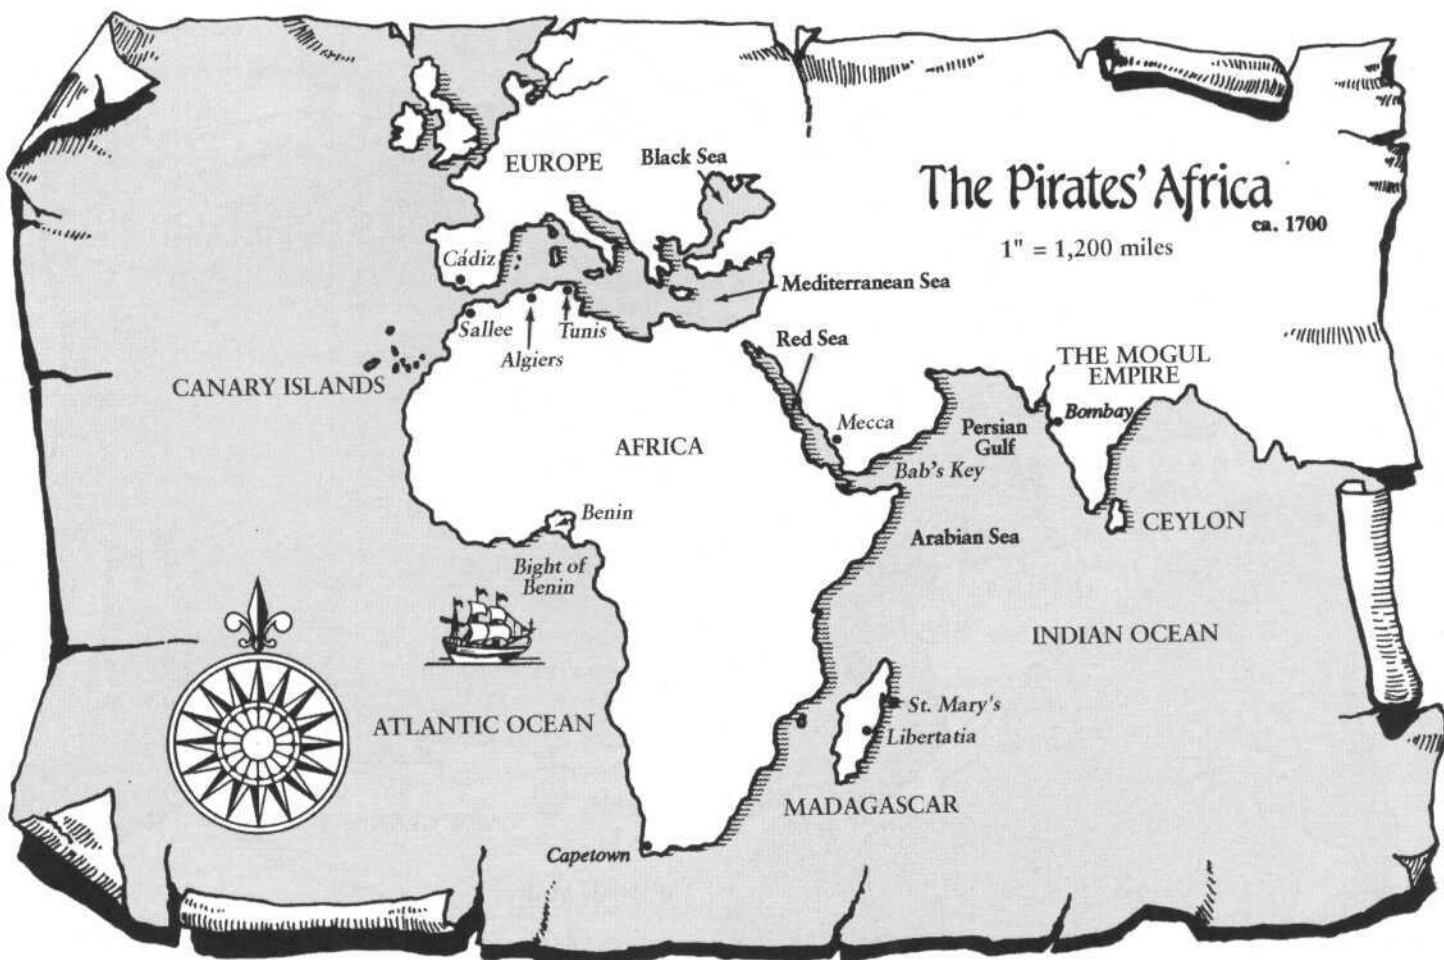 The Pirates' Africa
ca. 1700
1" = 1,200 miles
EUROPE
Black Sea
Cádiz
Mediterranean Sea
Sallee
Tunis
Algiers
Red Sea
THE MOGUL
EMPIRE
CANARY ISLANDS
Bombay
Mecca
Persian
Gulf
AFRICA
Bab's Key
Benin
CEYLON
Arabian Sea
Bight of
Benin
INDIAN OCEAN
St. Mary's
ATLANTIC OCEAN
Libertatia
MADAGASCAR
Capetown